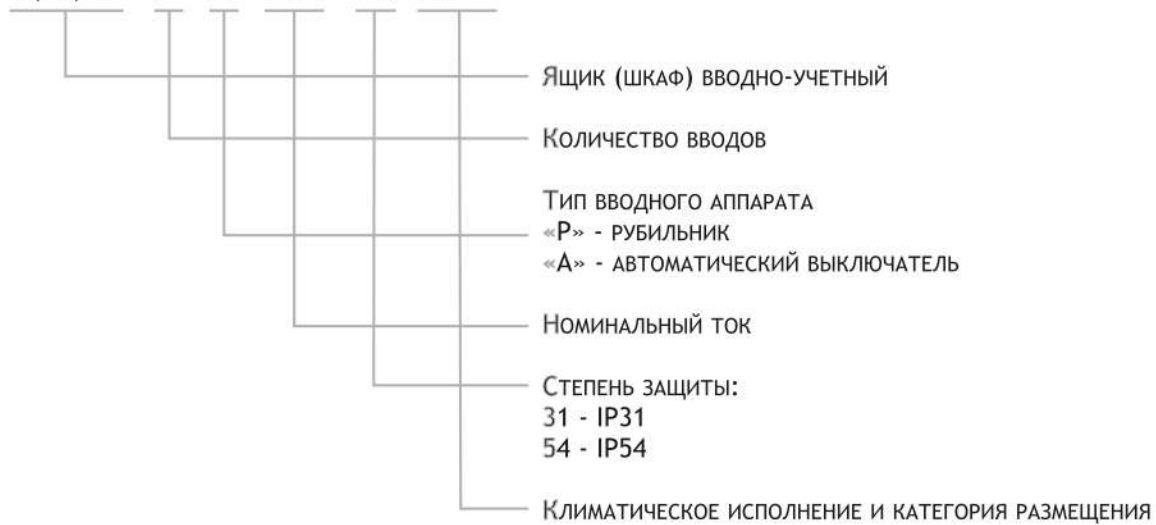 Ящик (шкаф) вводно-учетный
Количество вводов
Тип вводного аппарата
«Р» - рубильник
«А» - автоматический выключатель
Номинальный ток
Степень защиты:
31 - IP31
54 - IP54
Климатическое исполнение и категория размещения